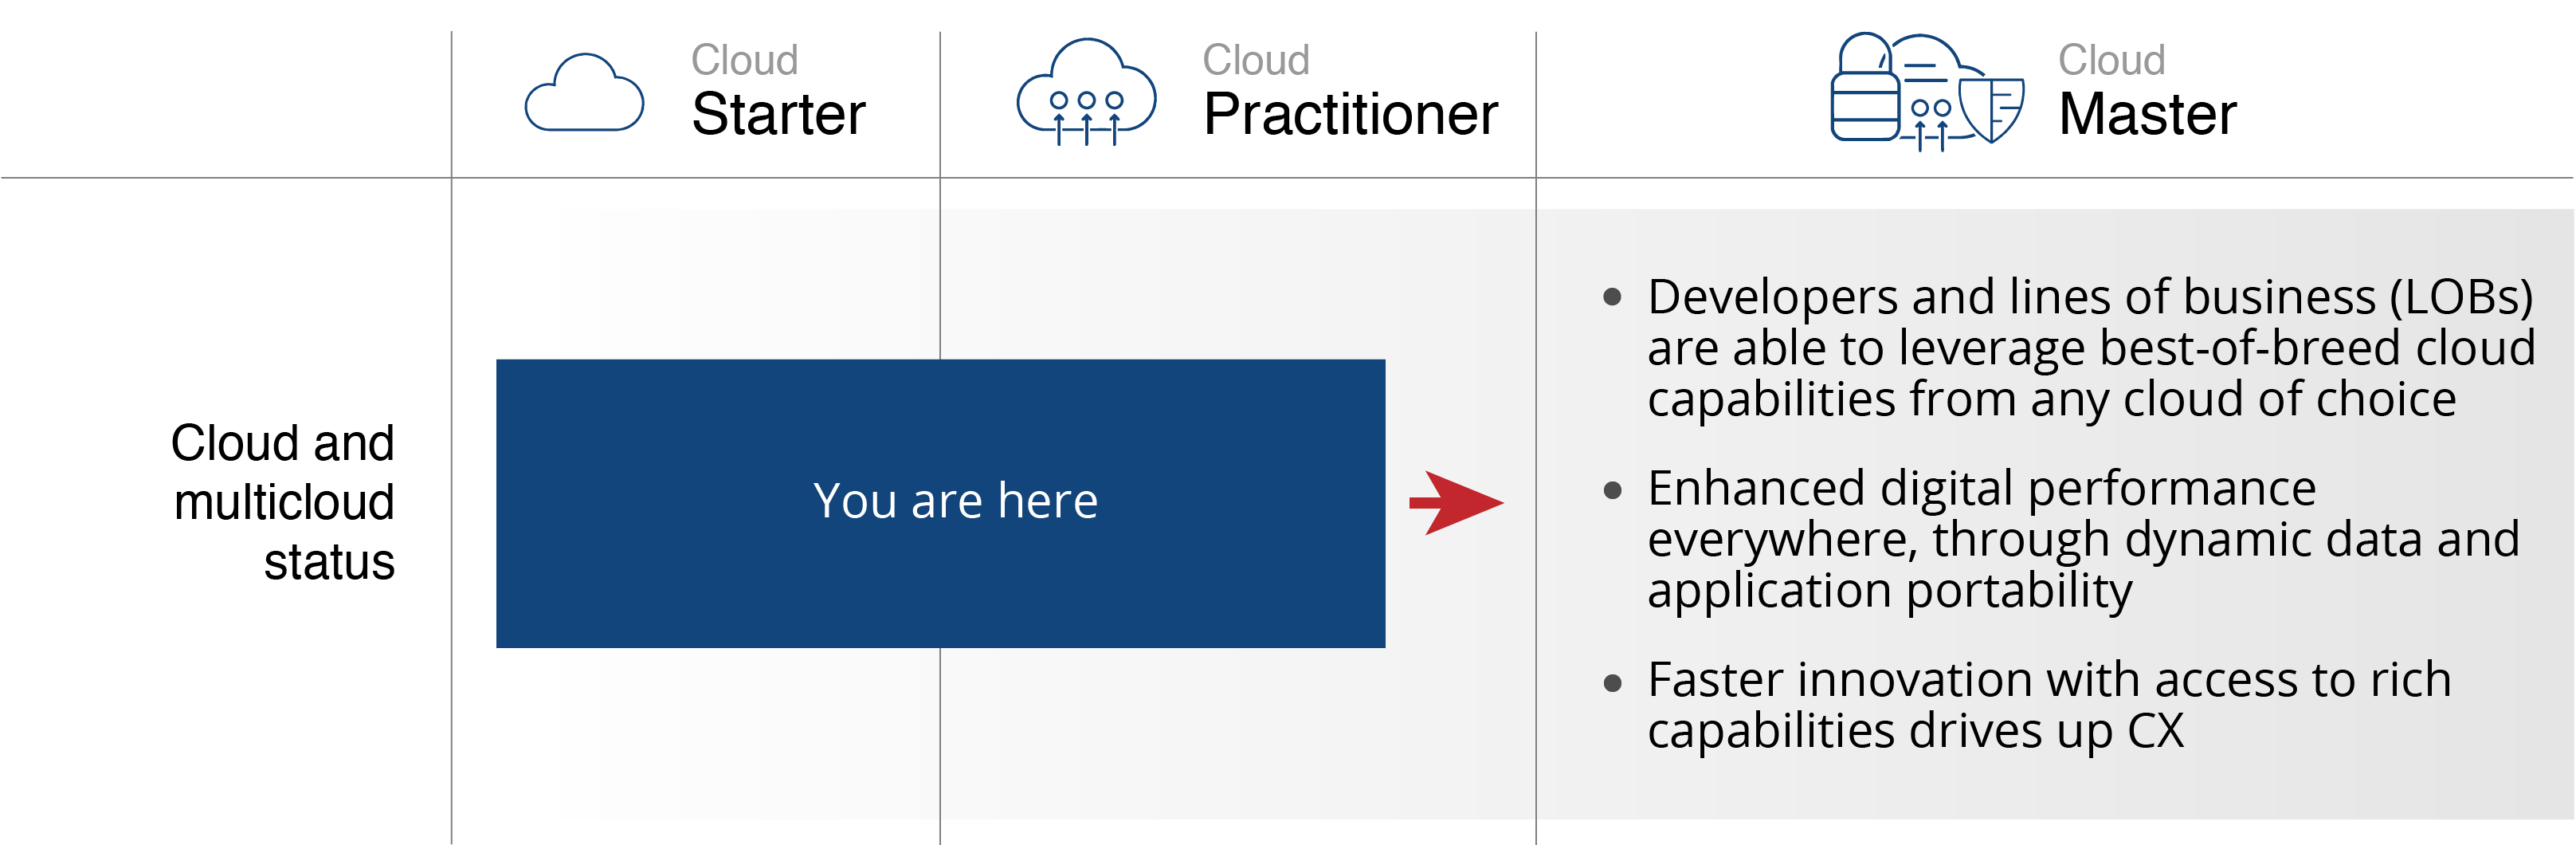 Cloud
Starter
Cloud
Practitioner
Cloud
Master
Cloud and
multicloud
status
You are here
• Developers and lines of business (LOBs)
are able to leverage best-of-breed cloud
capabilities from any cloud of choice
• Enhanced digital performance
everywhere, through dynamic data and
application portability
• Faster innovation with access to rich
capabilities drives up CX